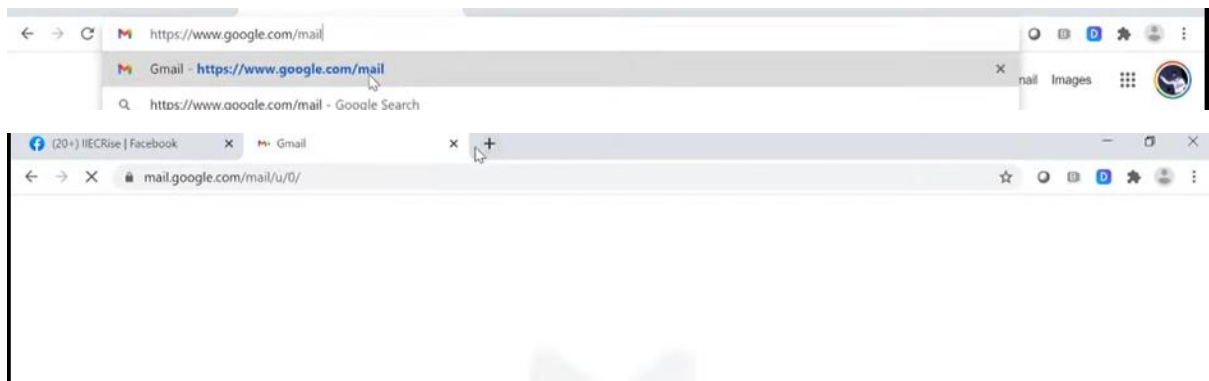 https://www.google.com/mail
Gmail - https://www.google.com/mail
Images
https://www.google.com/mail - Google Search
(20+) IIECRise | Facebook
Gmail
mail.google.com/mail/u/0/